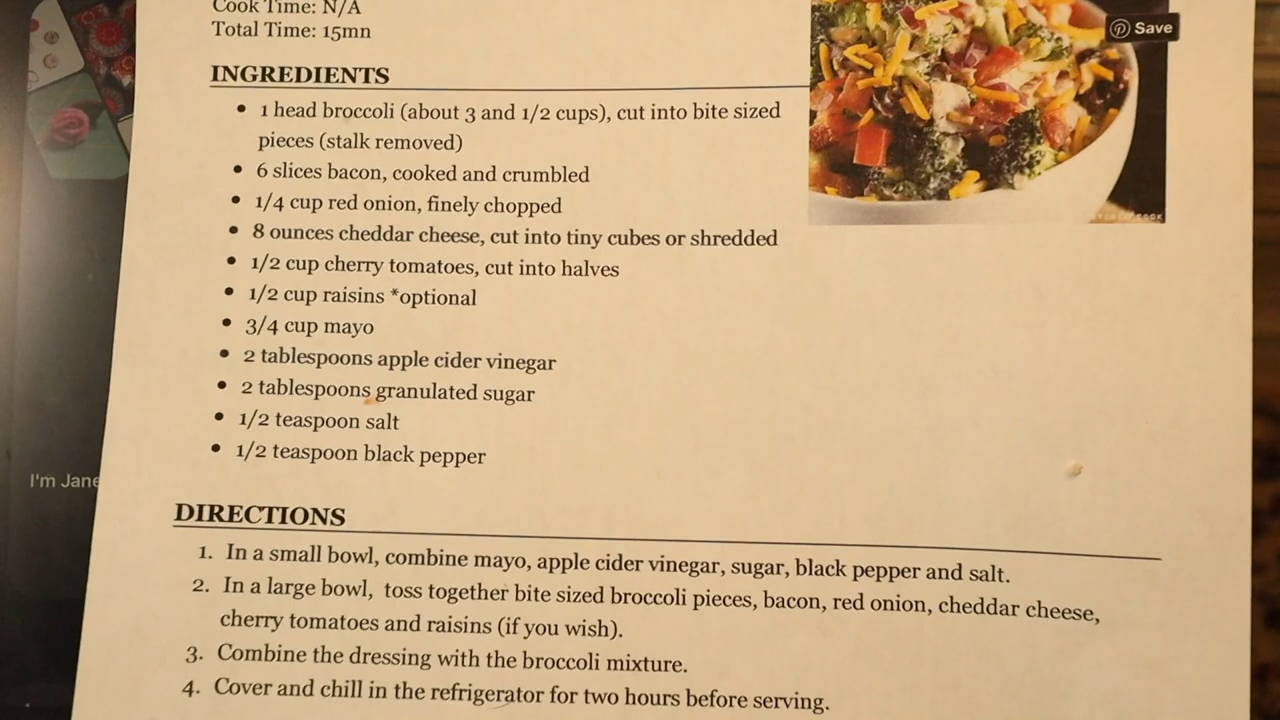 Cook Time: N/A
Total Time: 15mn
Save
INGREDIENTS
• 1 head broccoli (about 3 and 1/2 cups), cut into bite sized
pieces (stalk removed)
• 6 slices bacon, cooked and crumbled
• 1/4 cup red onion, finely chopped
• 8 ounces cheddar cheese, cut into tiny cubes or shredded
• 1/2 cup cherry tomatoes, cut into halves
• 1/2 cup raisins *optional
• 3/4 cup mayo
• 2 tablespoons apple cider vinegar
• 2 tablespoons granulated sugar
• 1/2 teaspoon salt
• 1/2 teaspoon black pepper
I'm Jane
DIRECTIONS
1. In a small bowl, combine mayo, apple cider vinegar, sugar, black pepper and salt.
2. In a large bowl, toss together bite sized broccoli pieces, bacon, red onion, cheddar cheese,
cherry tomatoes and raisins (if you wish).
3. Combine the dressing with the broccoli mixture.
4. Cover and chill in the refrigerator for two hours before serving.